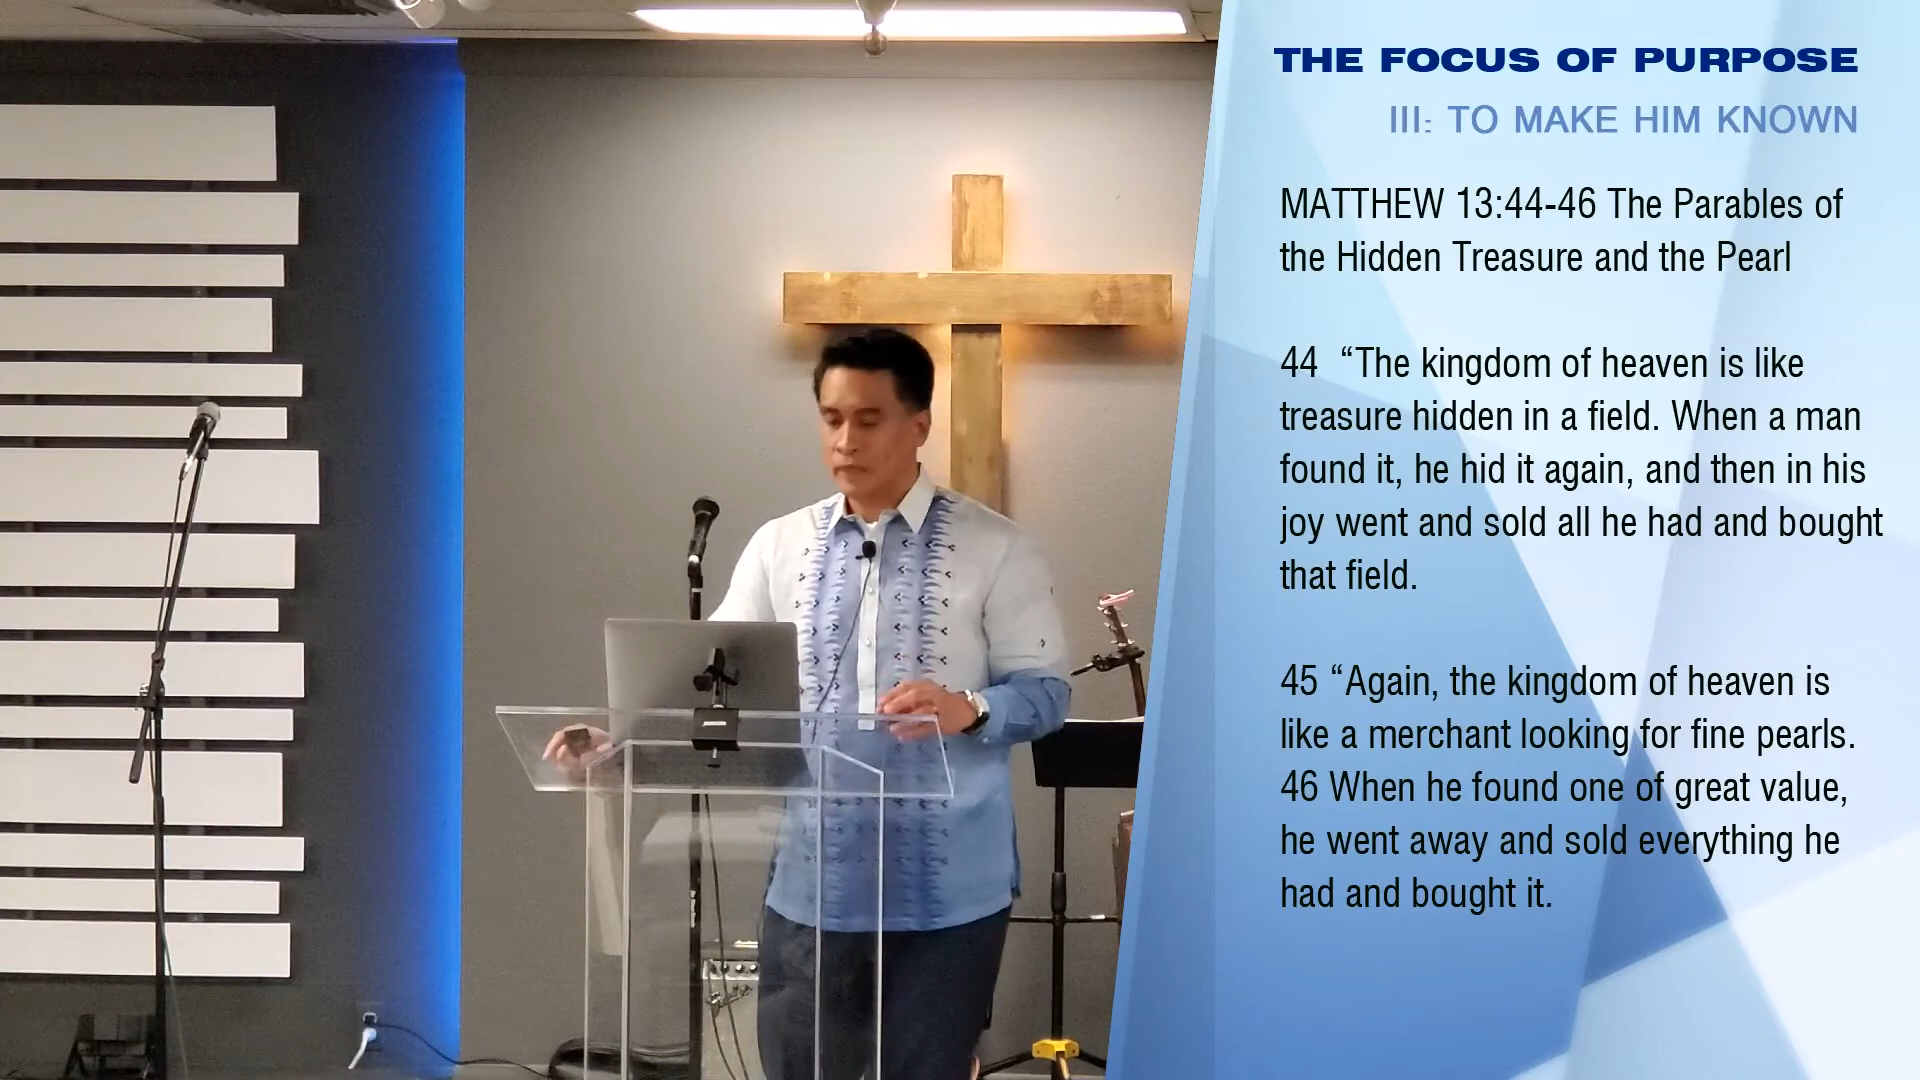 THE FOCUS OF PURPOSE
III: TO MAKE HIM KNOWN
MATTHEW 13:44-46 The Parables of
the Hidden Treasure and the Pearl
44  “The kingdom of heaven is like
treasure hidden in a field. When a man
found it, he hid it again, and then in his
joy went and sold all he had and bought
that field.
45 “Again, the kingdom of heaven is
like a merchant looking for fine pearls.
46 When he found one of great value,
he went away and sold everything he
had and bought it.